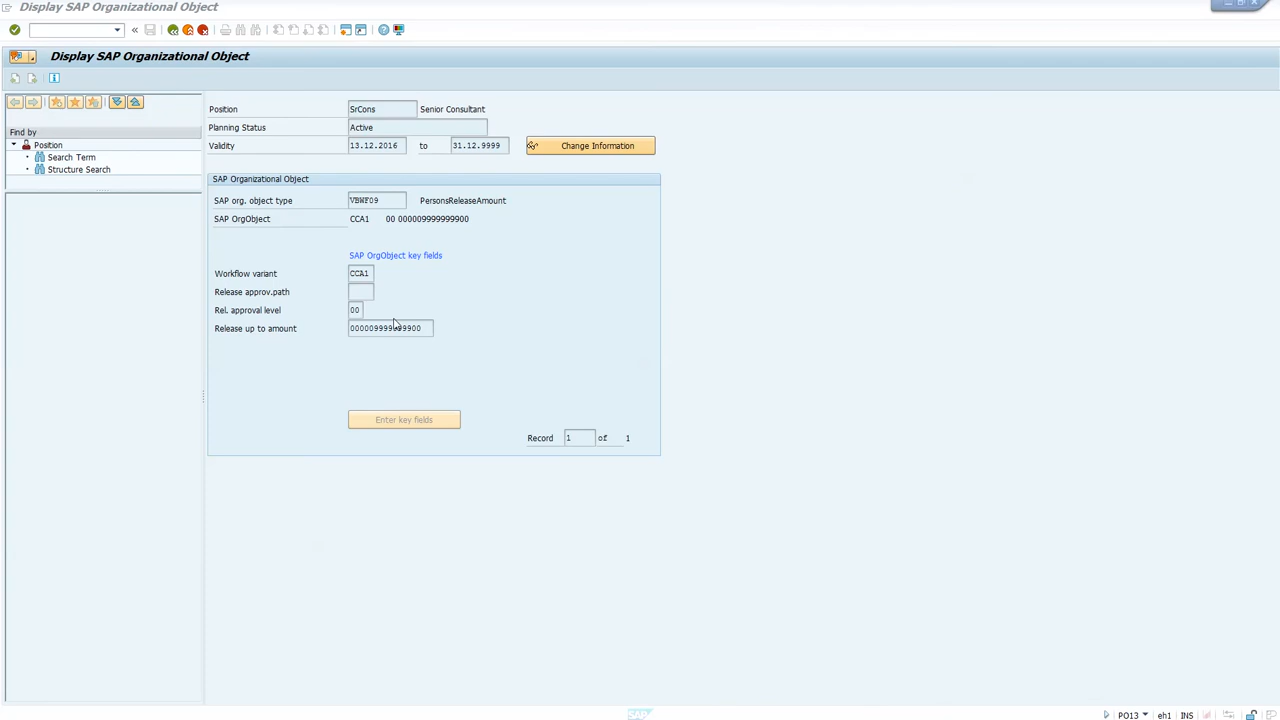 Display SAP Organizational Object
Display SAP Organizational Object
Find by
Position
Search Term
Structure Search
Position SrCons Senior Consultant
Planning Status Active
Validity 13.12.2016 to 31.12.9999 Change Information
SAP Organizational Object
SAP org. object type VBWF09 PersonsReleaseAmount
SAP OrgObject CCA1 00 000009999999900
SAP OrgObject key fields
Workflow variant CCA1
Release approv.path
Rel. approval level 00
Release up to amount
Enter key fields
Record 1 of 1
SAP PO13 eh1 INS